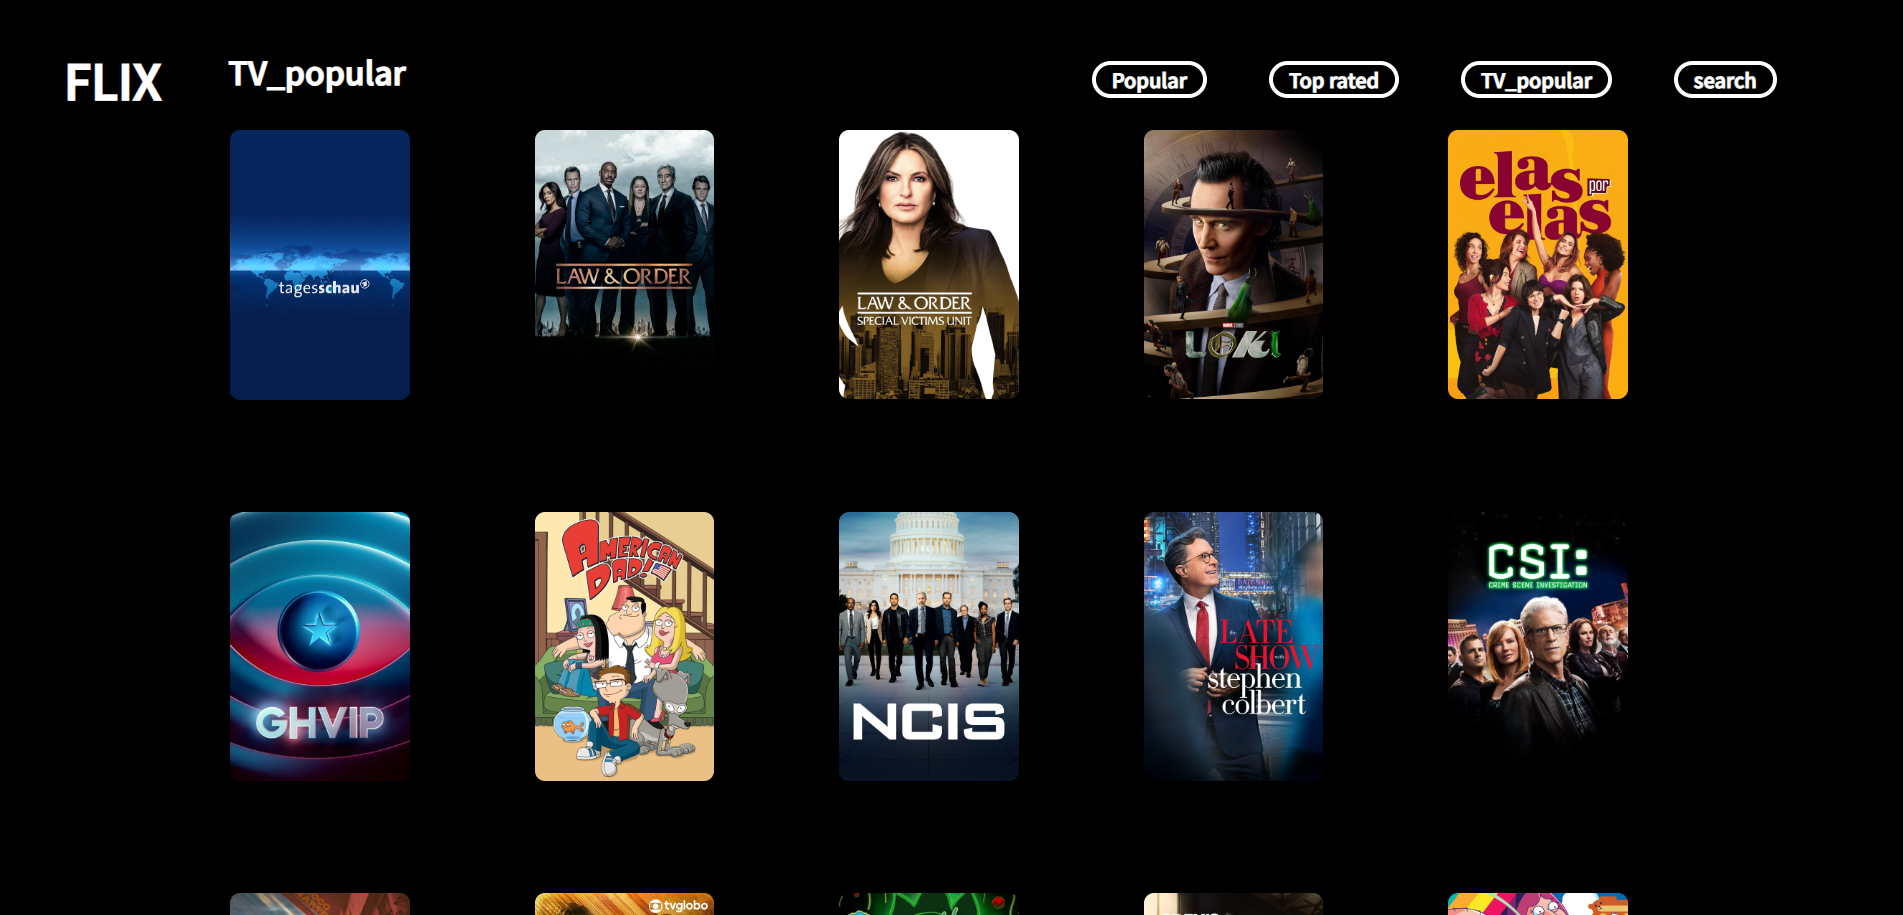 FLIX
TV_popular
Popular
Top rated
TV_popular
search
tagesschau
LAW & ORDER
LAW & ORDER
SPECIAL VICTIMS UNIT
LOKI
elas por
elas
GHVIP
AMERICAN
DAD!
NCIS
LATE
SHOW
stephen
colbert
CSI:
CRIME SCENE INVESTIGATION
tvglobo